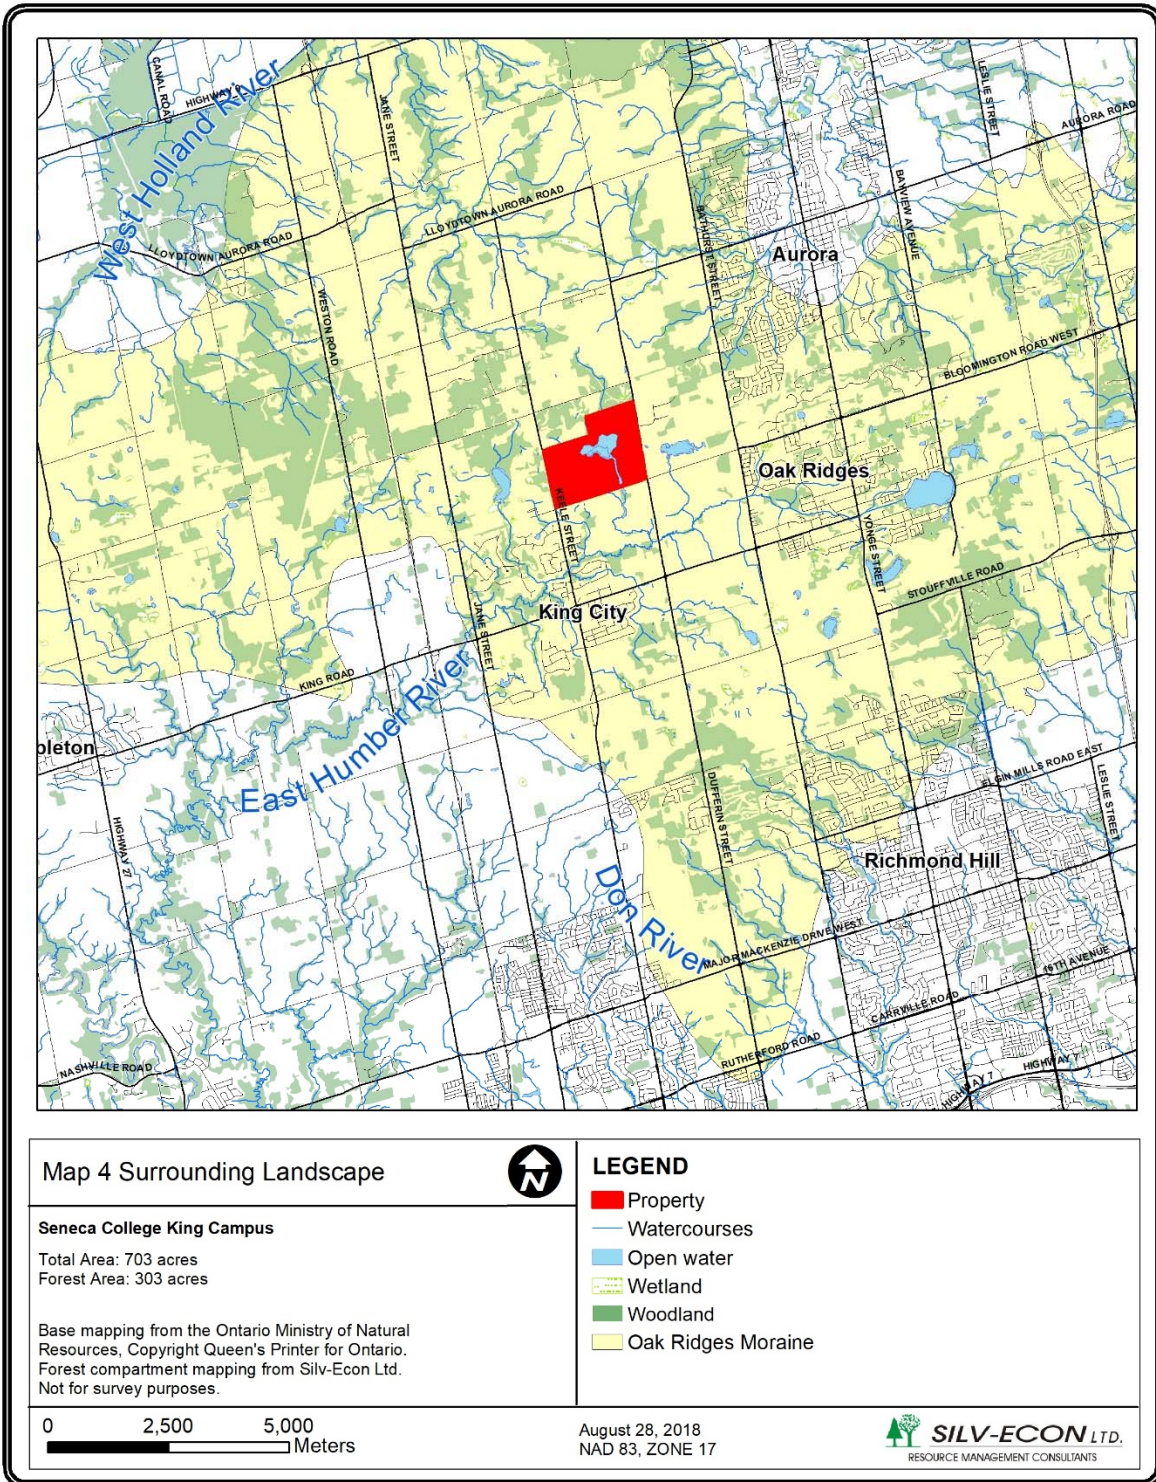 CANAL ROAD
HIGHWAY 9
West Holland River
JANE STREET
LESLIE STREET
AURORA ROAD
LLOYDTOWN AURORA ROAD
LLOYDTOWN AURORA ROAD
BATHURST STREET
BAYVIEW AVENUE
Aurora
WESTON ROAD
BLOOMINGTON ROAD WEST
Oak Ridges
KEELE STREET
YONGE STREET
STOUFFVILLE ROAD
King City
JANE STREET
KING ROAD
East Humber River
pleton
HIGHWAY 27
DUFFERIN STREET
ELGIN MILLS ROAD EAST
LESLIE STREET
Richmond Hill
Don River
MAJOR MACKENZIE DRIVE WEST
16TH AVENUE
CARRVILLE ROAD
RUTHERFORD ROAD
NASHVILLE ROAD
HIGHWAY 7
HIGHWAY 7
Map 4 Surrounding Landscape
N
Seneca College King Campus
Total Area: 703 acres
Forest Area: 303 acres
Base mapping from the Ontario Ministry of Natural
Resources, Copyright Queen's Printer for Ontario.
Forest compartment mapping from Silv-Econ Ltd.
Not for survey purposes.
0 2,500 5,000
Meters
LEGEND
Property
Watercourses
Open water
Wetland
Woodland
Oak Ridges Moraine
August 28, 2018
NAD 83, ZONE 17
SILV-ECON LTD.
RESOURCE MANAGEMENT CONSULTANTS